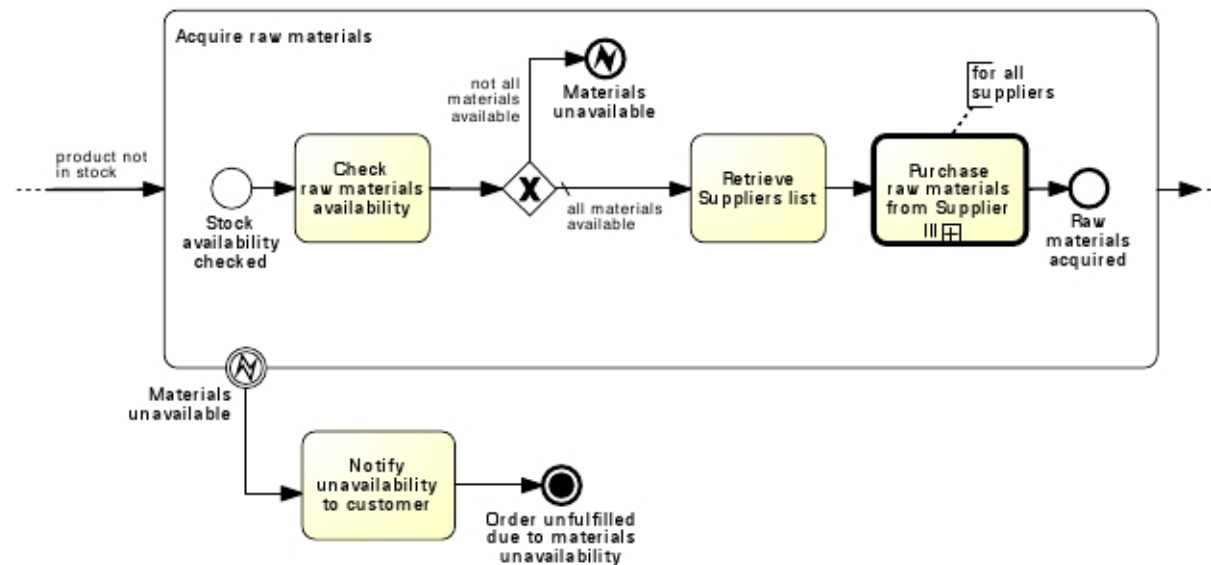 Acquire raw materials
product not
in stock
Stock
availability
checked
Check
raw materials
availability
not all
materials
available
Materials
unavailable
all materials
available
Retrieve
Suppliers list
for all
suppliers
Purchase
raw materials
from Supplier
Raw
materials
acquired
Materials
unavailable
Notify
unavailability
to customer
Order unfulfilled
due to materials
unavailability